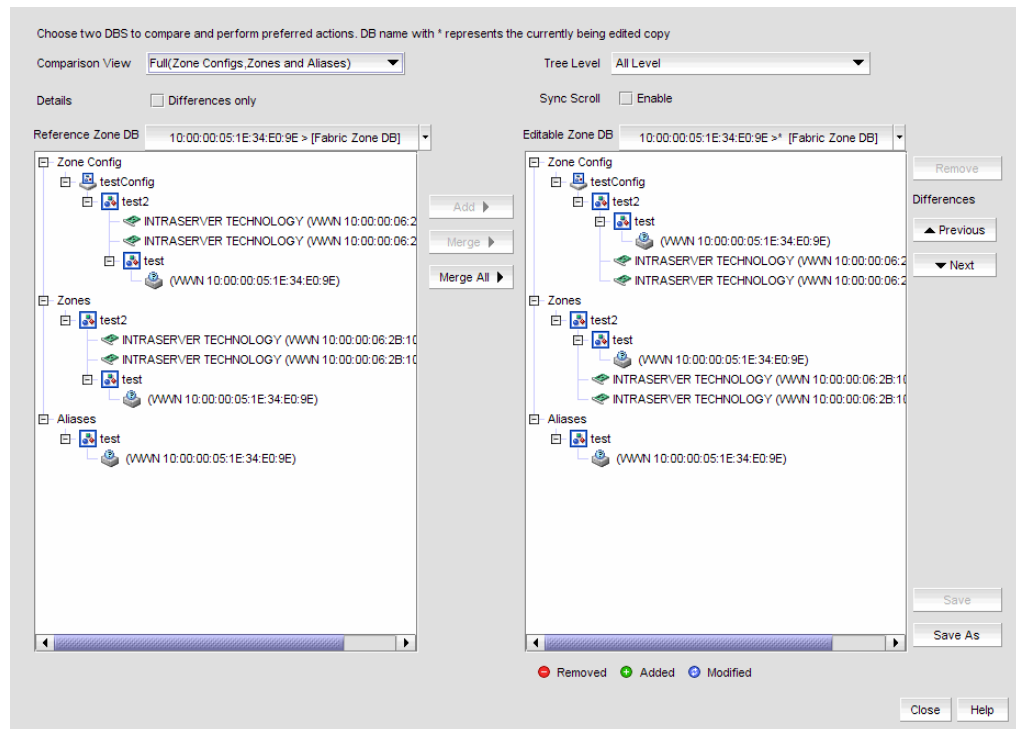 Choose two DBS to compare and perform preferred actions. DB name with * represents the currently being edited copy
Comparison View Full(Zone Configs,Zones and Aliases) Tree Level All Level
Details Differences only Sync Scroll Enable
Reference Zone DB 10:00:00:05:1E:34:E0:9E > [Fabric Zone DB] Editable Zone DB 10:00:00:05:1E:34:E0:9E >* [Fabric Zone DB]
Zone Config
testConfig
test2
INTRASERVER TECHNOLOGY (WWN 10:00:00:06:2
INTRASERVER TECHNOLOGY (WWN 10:00:00:06:2
test
(WWN 10:00:00:05:1E:34:E0:9E)
Zones
test2
INTRASERVER TECHNOLOGY (WWN 10:00:00:06:2B:10
INTRASERVER TECHNOLOGY (WWN 10:00:00:06:2B:10
test
(WWN 10:00:00:05:1E:34:E0:9E)
Aliases
test
(WWN 10:00:00:05:1E:34:E0:9E)
Add
Merge
Merge All
Zone Config
testConfig
test2
test
(WWN 10:00:00:05:1E:34:E0:9E)
INTRASERVER TECHNOLOGY (WWN 10:00:00:06:2
INTRASERVER TECHNOLOGY (WWN 10:00:00:06:2
Zones
test2
test
(WWN 10:00:00:05:1E:34:E0:9E)
INTRASERVER TECHNOLOGY (WWN 10:00:00:06:2B:10
INTRASERVER TECHNOLOGY (WWN 10:00:00:06:2B:10
Aliases
test
(WWN 10:00:00:05:1E:34:E0:9E)
Remove
Differences
Previous
Next
Save
Save As
Removed Added Modified
Close Help